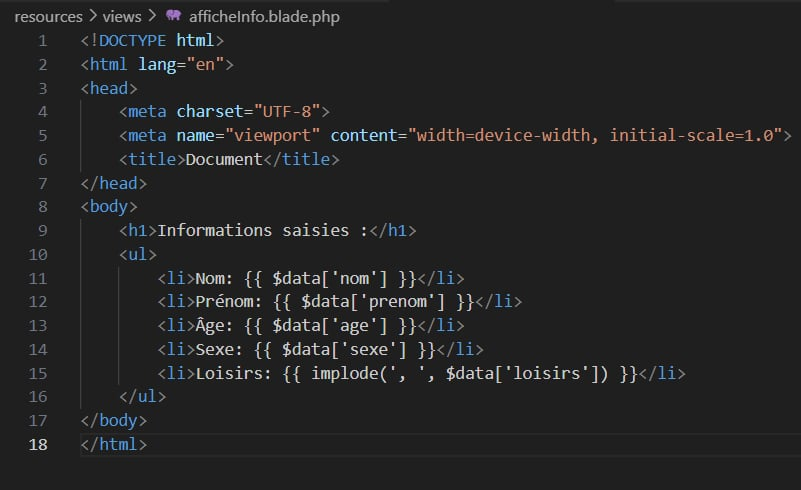 resources > views > afficheInfo.blade.php
1 <!DOCTYPE html>
2 <html lang="en">
3 <head>
4     <meta charset="UTF-8">
5     <meta name="viewport" content="width=device-width, initial-scale=1.0">
6     <title>Document</title>
7 </head>
8 <body>
9     <h1>Informations saisies :</h1>
10     <ul>
11         <li>Nom: {{ $data['nom'] }}</li>
12         <li>Prénom: {{ $data['prenom'] }}</li>
13         <li>Âge: {{ $data['age'] }}</li>
14         <li>Sexe: {{ $data['sexe'] }}</li>
15         <li>Loisirs: {{ implode(', ', $data['loisirs']) }}</li>
16     </ul>
17 </body>
18 </html>